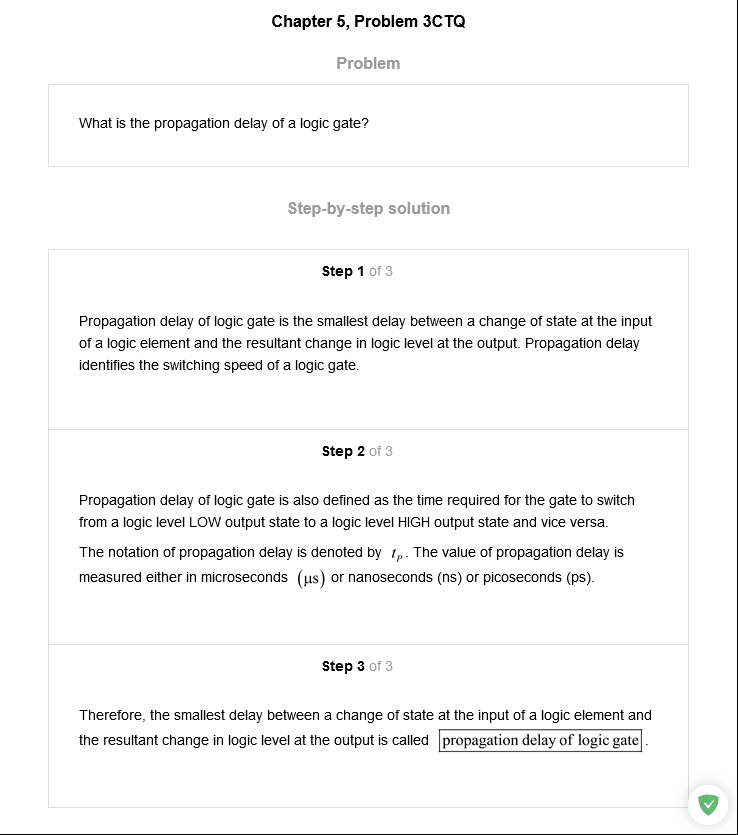 Chapter 5, Problem 3CTQ
Problem
What is the propagation delay of a logic gate?
Step-by-step solution
Step 1 of 3
Propagation delay of logic gate is the smallest delay between a change of state at the input
of a logic element and the resultant change in logic level at the output. Propagation delay
identifies the switching speed of a logic gate.
Step 2 of 3
Propagation delay of logic gate is also defined as the time required for the gate to switch
from a logic level LOW output state to a logic level HIGH output state and vice versa.
The notation of propagation delay is denoted by t_P. The value of propagation delay is
measured either in microseconds (μs) or nanoseconds (ns) or picoseconds (ps).
Step 3 of 3
Therefore, the smallest delay between a change of state at the input of a logic element and
the resultant change in logic level at the output is called propagation delay of logic gate.